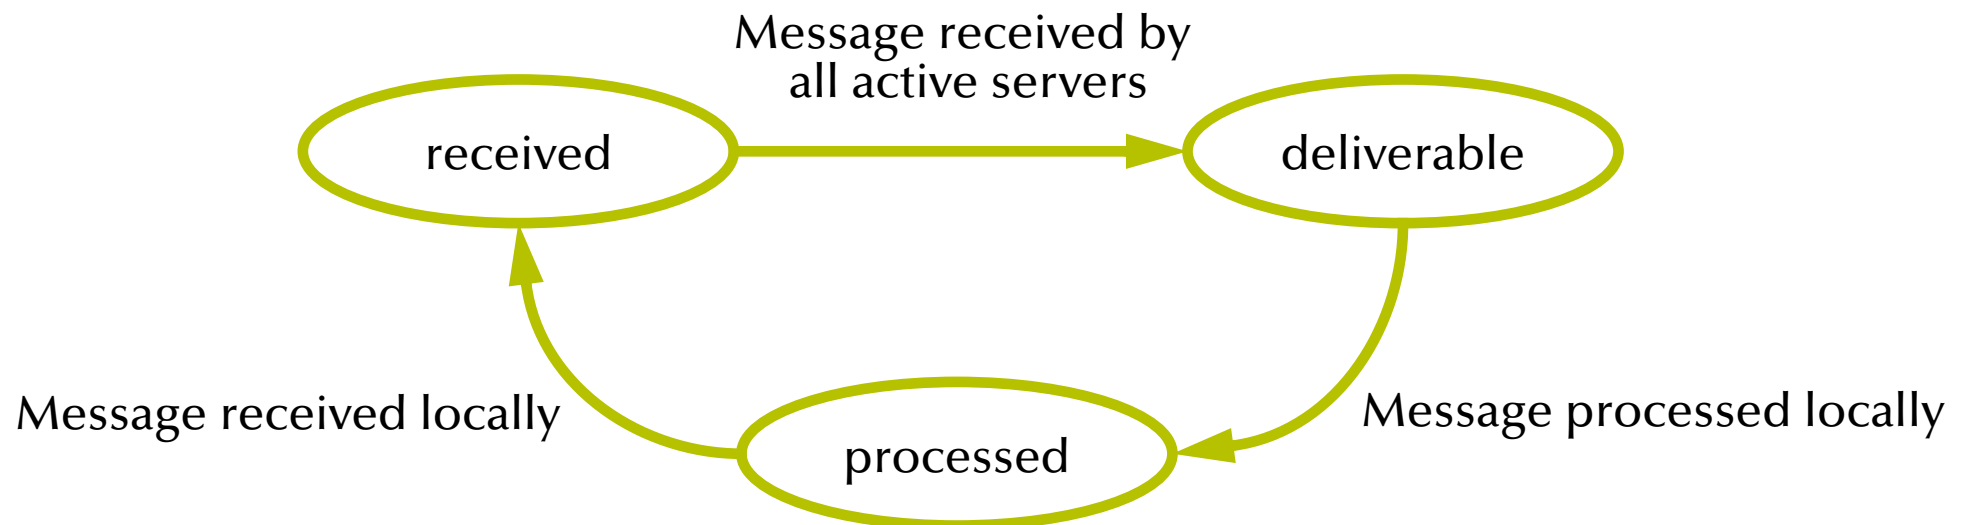 Message received by
all active servers
received
deliverable
Message received locally
Message processed locally
processed